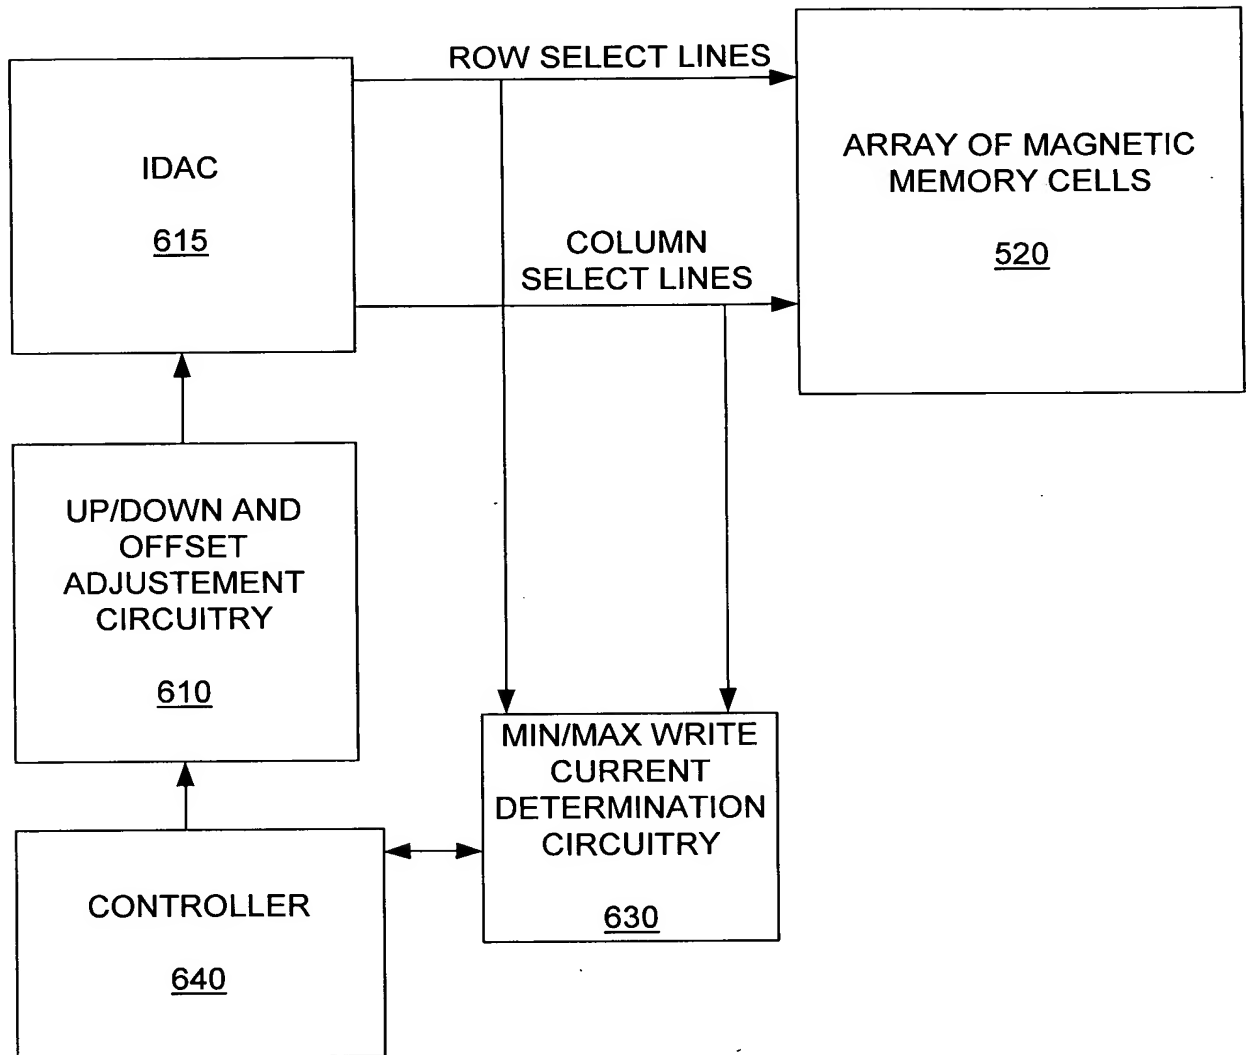 ROW SELECT LINES
IDAC
615
ARRAY OF MAGNETIC
MEMORY CELLS
520
COLUMN
SELECT LINES
UP/DOWN AND
OFFSET
ADJUSTEMENT
CIRCUITRY
610
MIN/MAX WRITE
CURRENT
DETERMINATION
CIRCUITRY
630
CONTROLLER
640